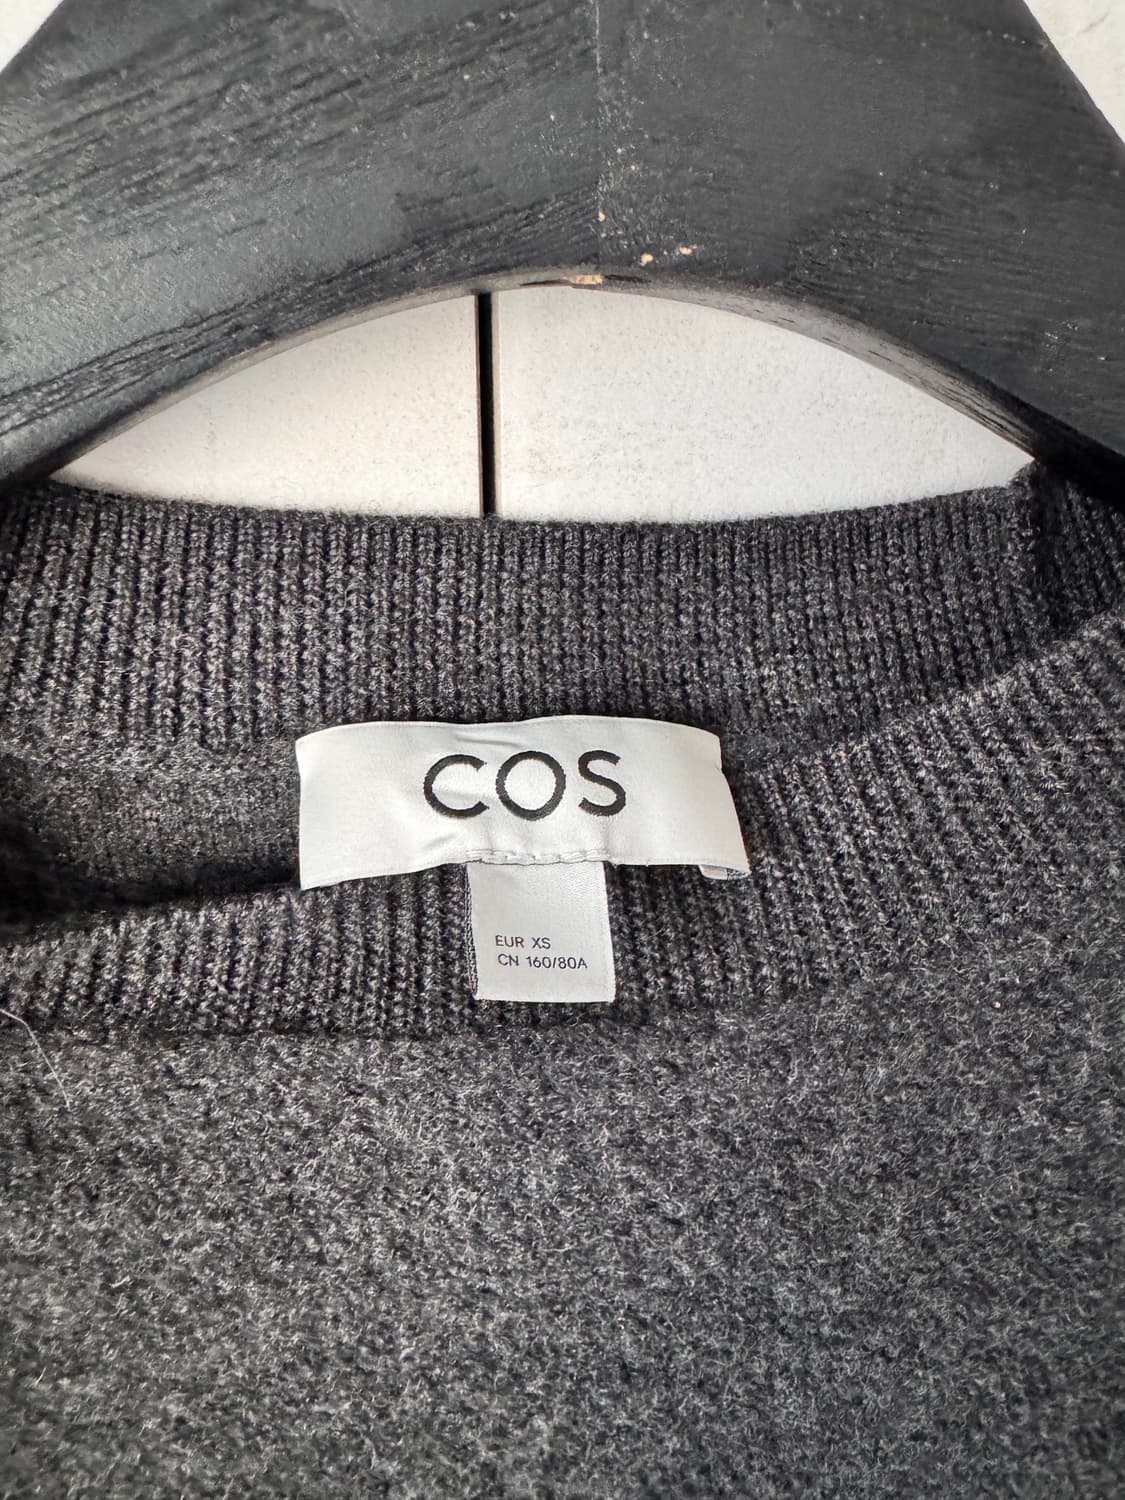 COS
EUR XS
CN 160/80A